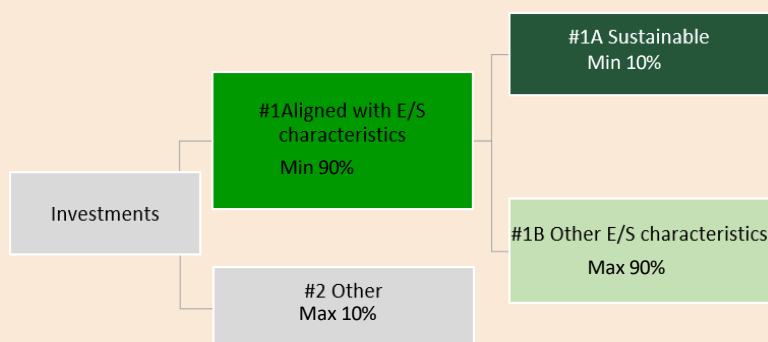 #1A Sustainable
Min 10%
#1Aligned with E/S
characteristics
Min 90%
Investments
#1B Other E/S characteristics
Max 90%
#2 Other
Max 10%